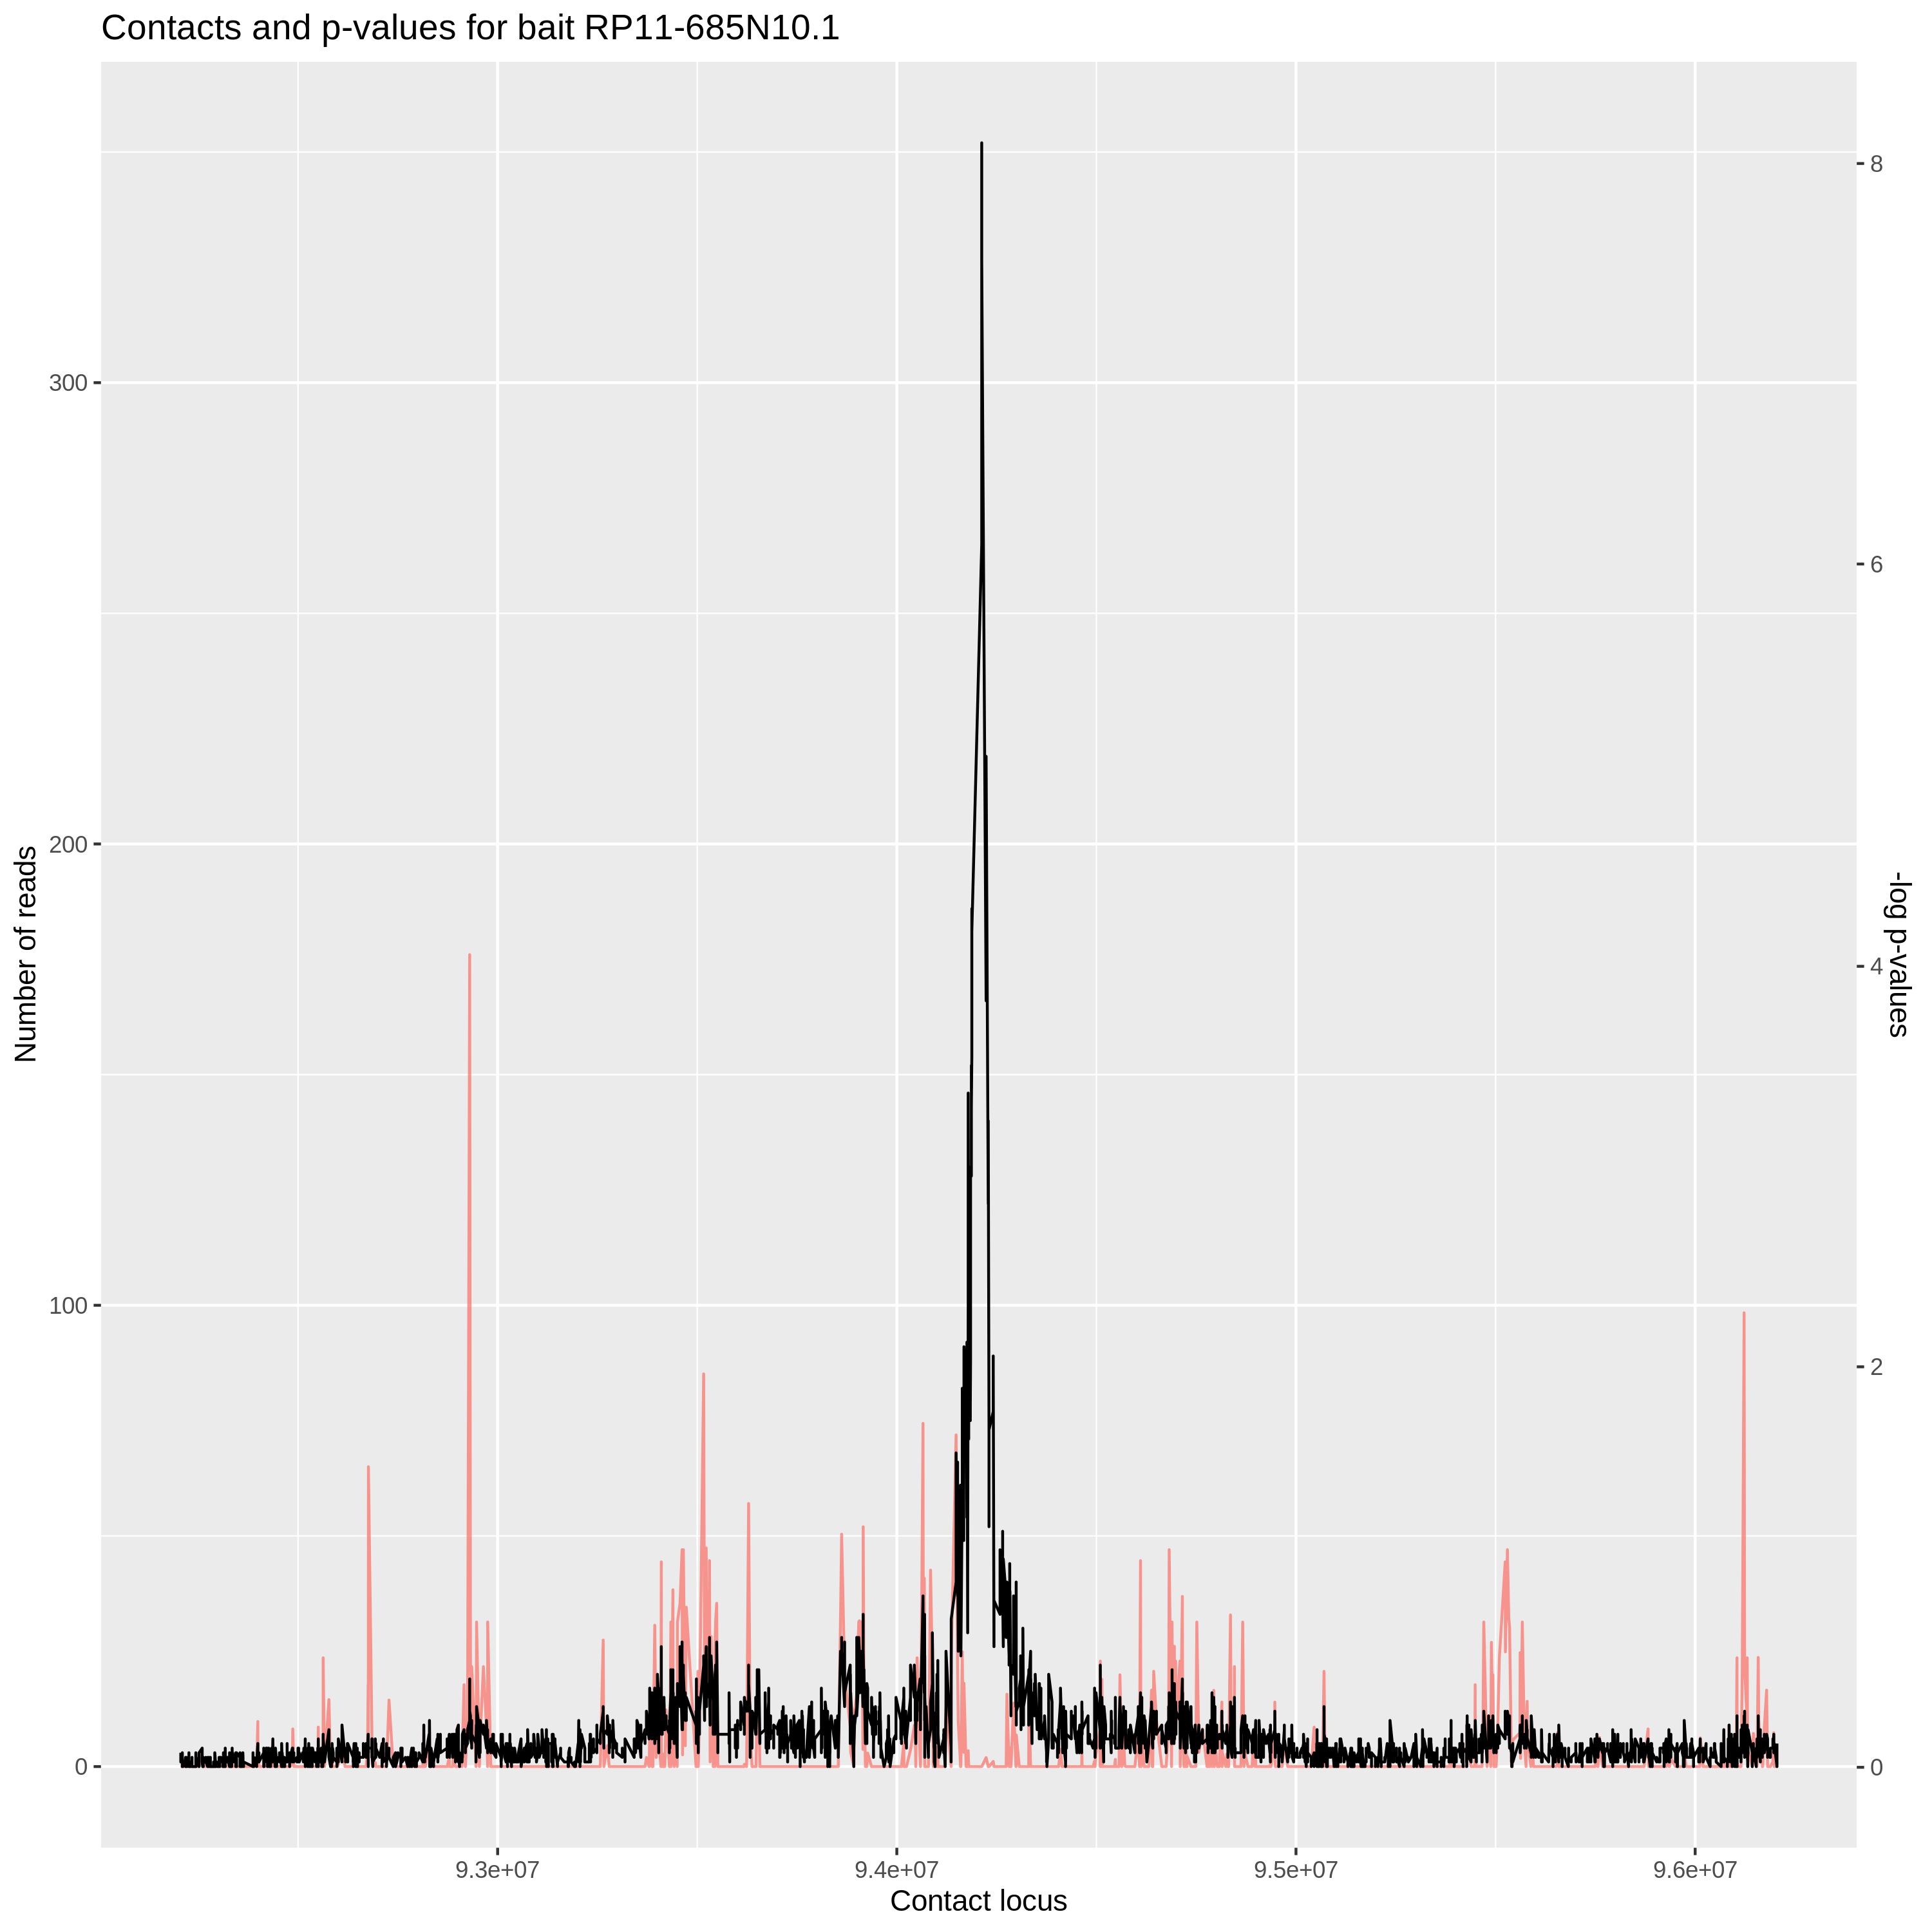 Contacts and p-values for bait RP11-685N10.1
Number of reads
300
200
100
0
8
6
4
2
0
-log p-values
9.3e+07
9.4e+07
9.5e+07
9.6e+07
Contact locus